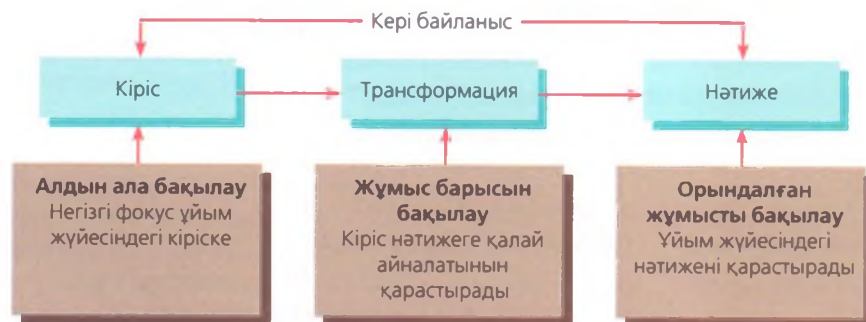 Кері байланыс
Кіріс
Трансформация
Нәтиже
Алдын ала бақылау
Негізгі фокус ұйым
жүйесіндегі кіріске
Жұмыс барысын
бақылау
Кіріс нәтижеге қалай
айналатынын
қарастырады
Орындалған
жұмысты бақылау
Ұйым жүйесіндегі
нәтижені қарастырады